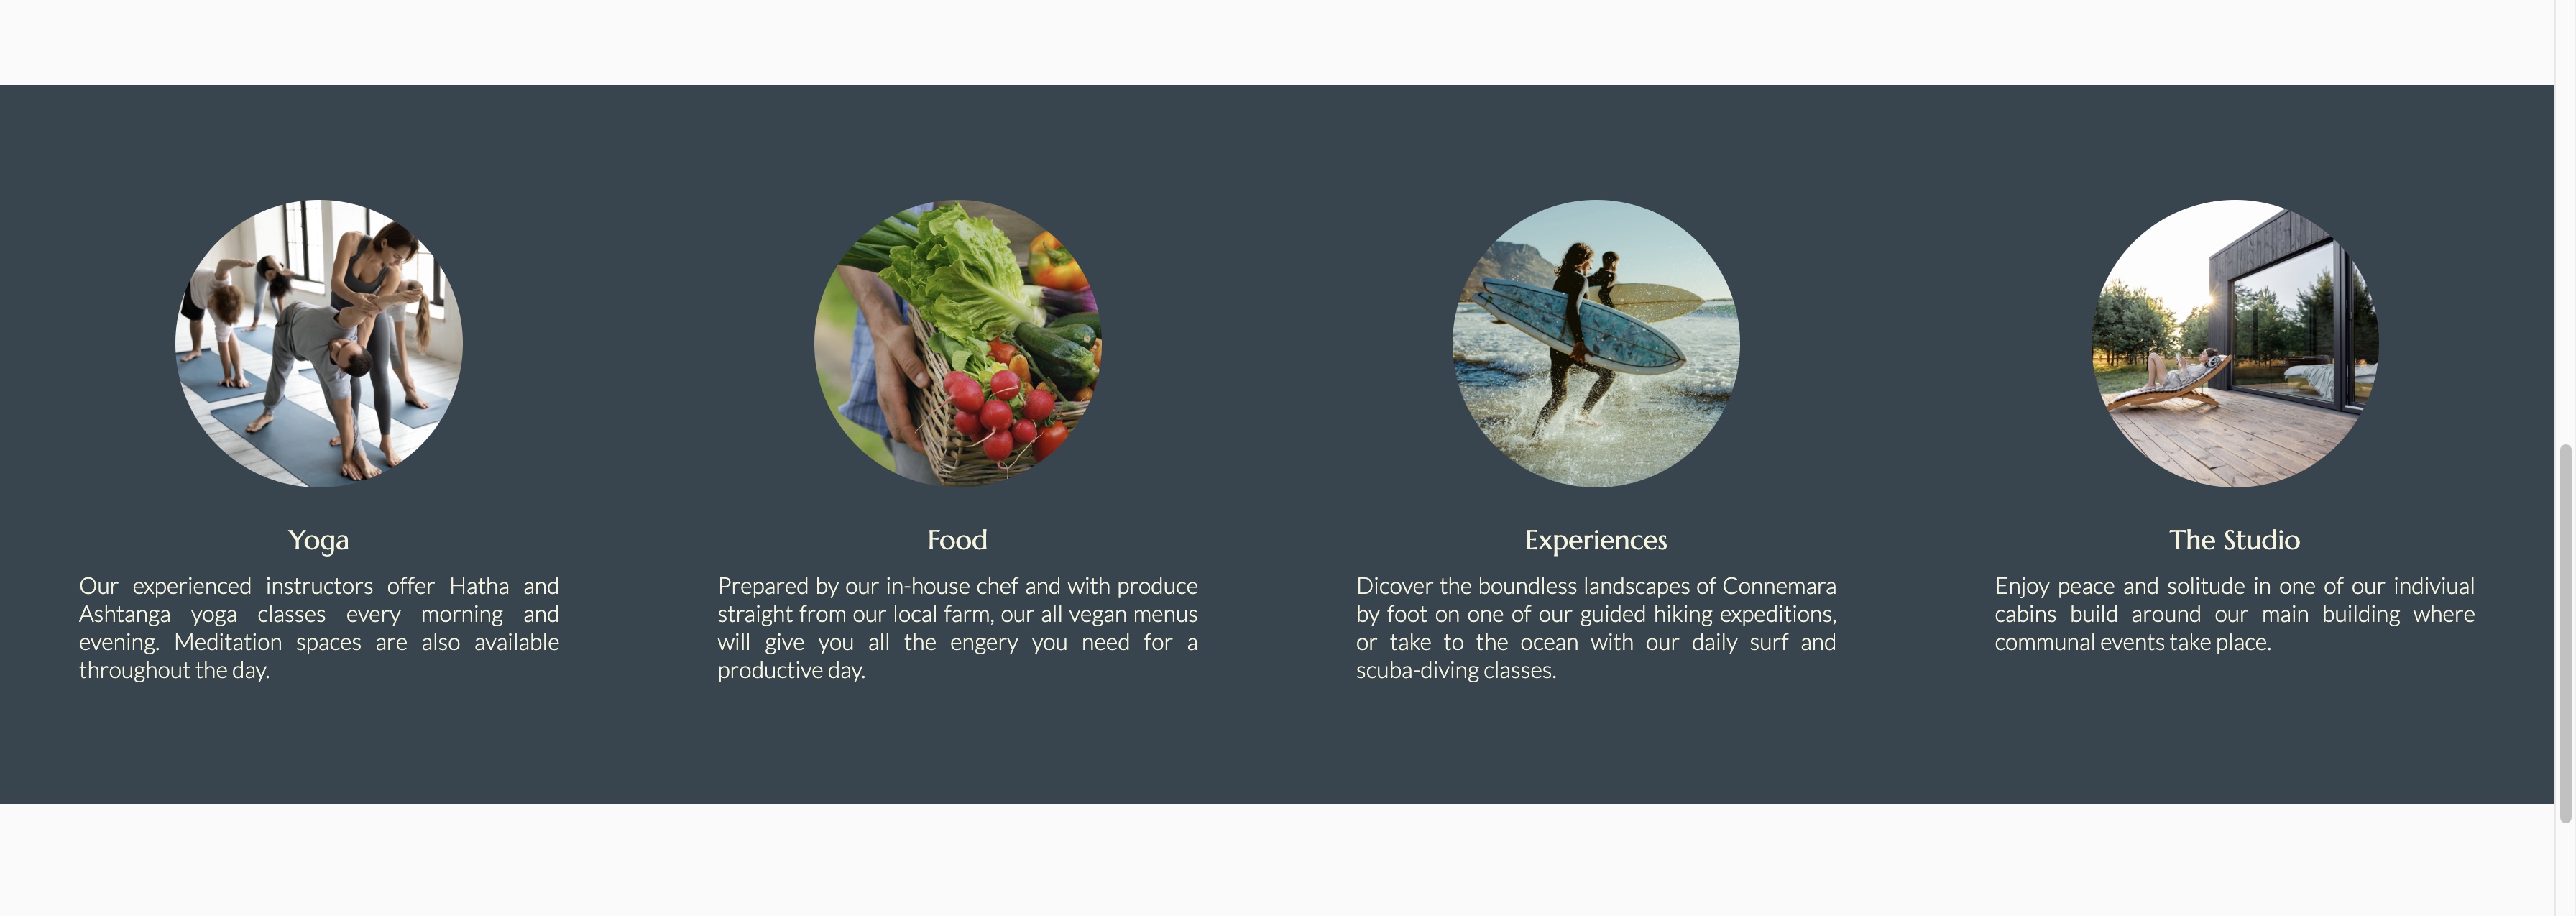 Yoga
Our experienced instructors offer Hatha and
Ashtanga yoga classes every morning and
evening. Meditation spaces are also available
throughout the day.
Food
Prepared by our in-house chef and with produce
straight from our local farm, our all vegan menus
will give you all the engery you need for a
productive day.
Experiences
Dicover the boundless landscapes of Connemara
by foot on one of our guided hiking expeditions,
or take to the ocean with our daily surf and
scuba-diving classes.
The Studio
Enjoy peace and solitude in one of our indiviual
cabins build around our main building where
communal events take place.